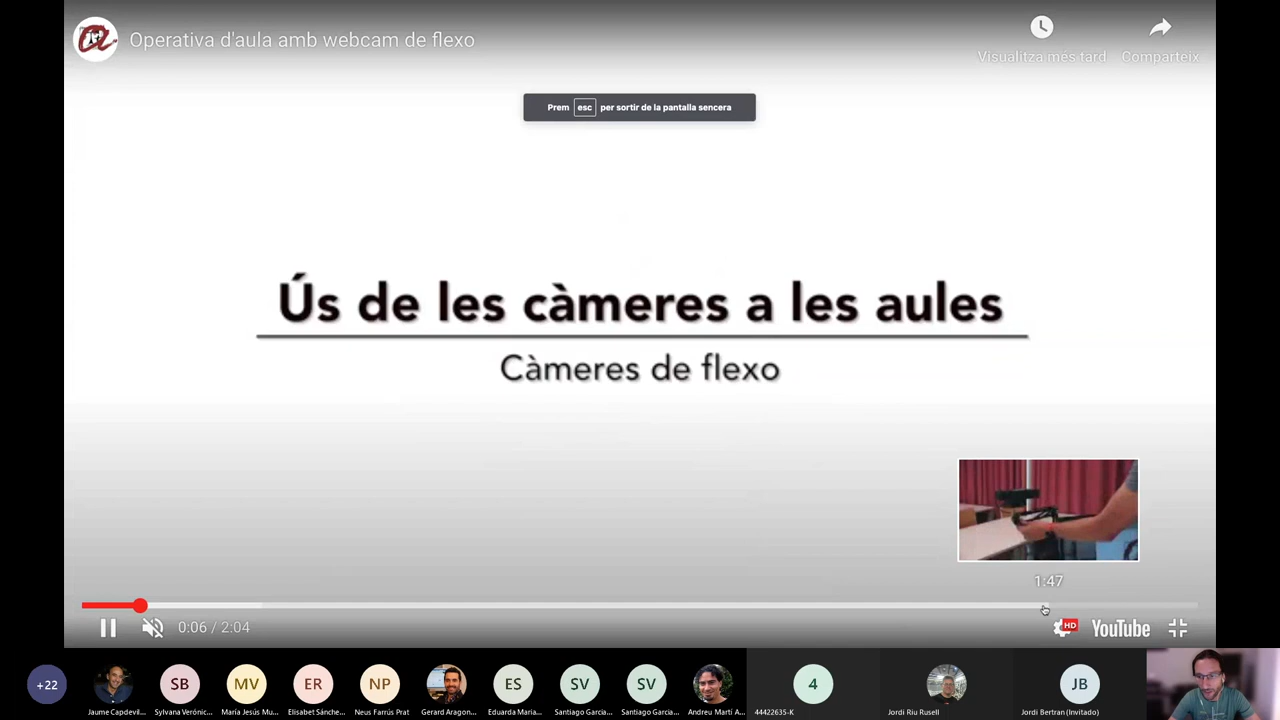 Operativa d'aula amb webcam de flexo
Visualitza més tard
Comparteix
Prem esc per sortir de la pantalla sencera
Ús de les càmeres a les aules
Càmeres de flexo
1:47
0:06 / 2:04
HD
YouTube
+22
SB
MV
ER
NP
ES
SV
SV
4
JB
Jaume Capdevil...
Sylvana Verónic...
María Jesús Mu...
Elisabet Sánche...
Neus Farrús Prat
Gerard Aragon...
Eduarda Maria...
Santiago Garcia...
Santiago Garcia...
Andreu Martí A...
44422635-K
Jordi Riu Rusell
Jordi Bertran (Invitado)